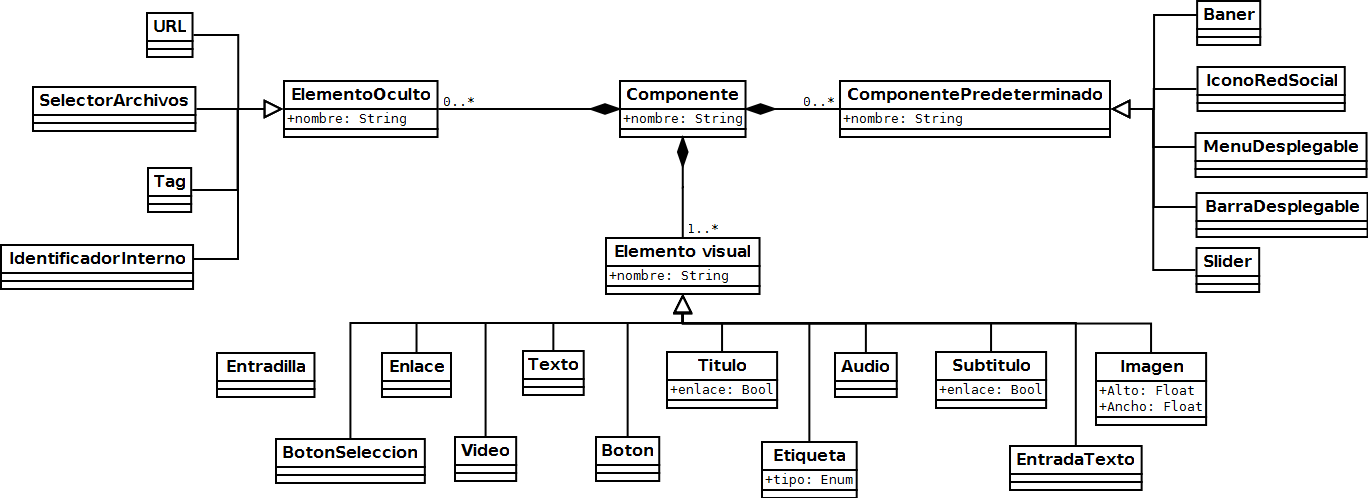 URL
Baner
SelectorArchivos
ElementoOculto
+nombre: String
0..*
Componente
+nombre: String
0..*
ComponentePredeterminado
+nombre: String
IconoRedSocial
MenuDesplegable
Tag
BarraDesplegable
IdentificadorInterno
1..*
Elemento visual
+nombre: String
Slider
Entradilla
Enlace
Texto
Titulo
+enlace: Bool
Audio
Subtitulo
+enlace: Bool
Imagen
+Alto: Float
+Ancho: Float
BotonSeleccion
Video
Boton
Etiqueta
+tipo: Enum
EntradaTexto